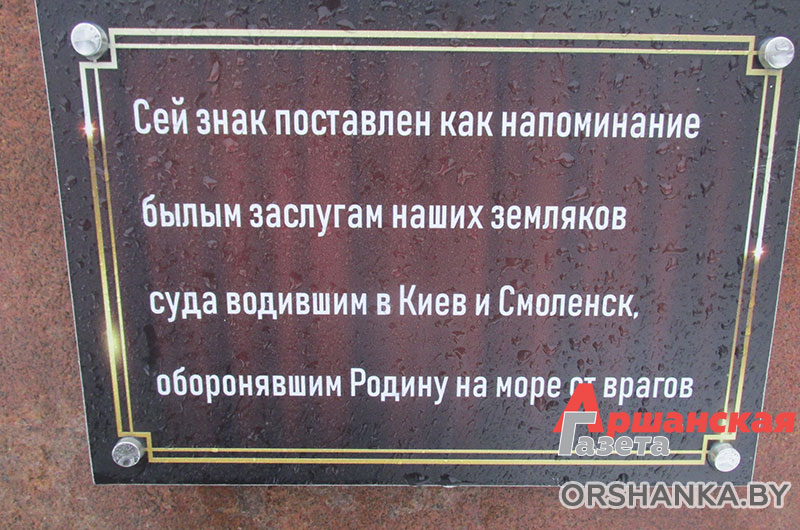 Сей знак поставлен как напоминание
былым заслугам наших земляков
суда водившим в Киев и Смоленск,
оборонявшим Родину на море от врагов
Аршанская
Газета
ORSHANKA.BY